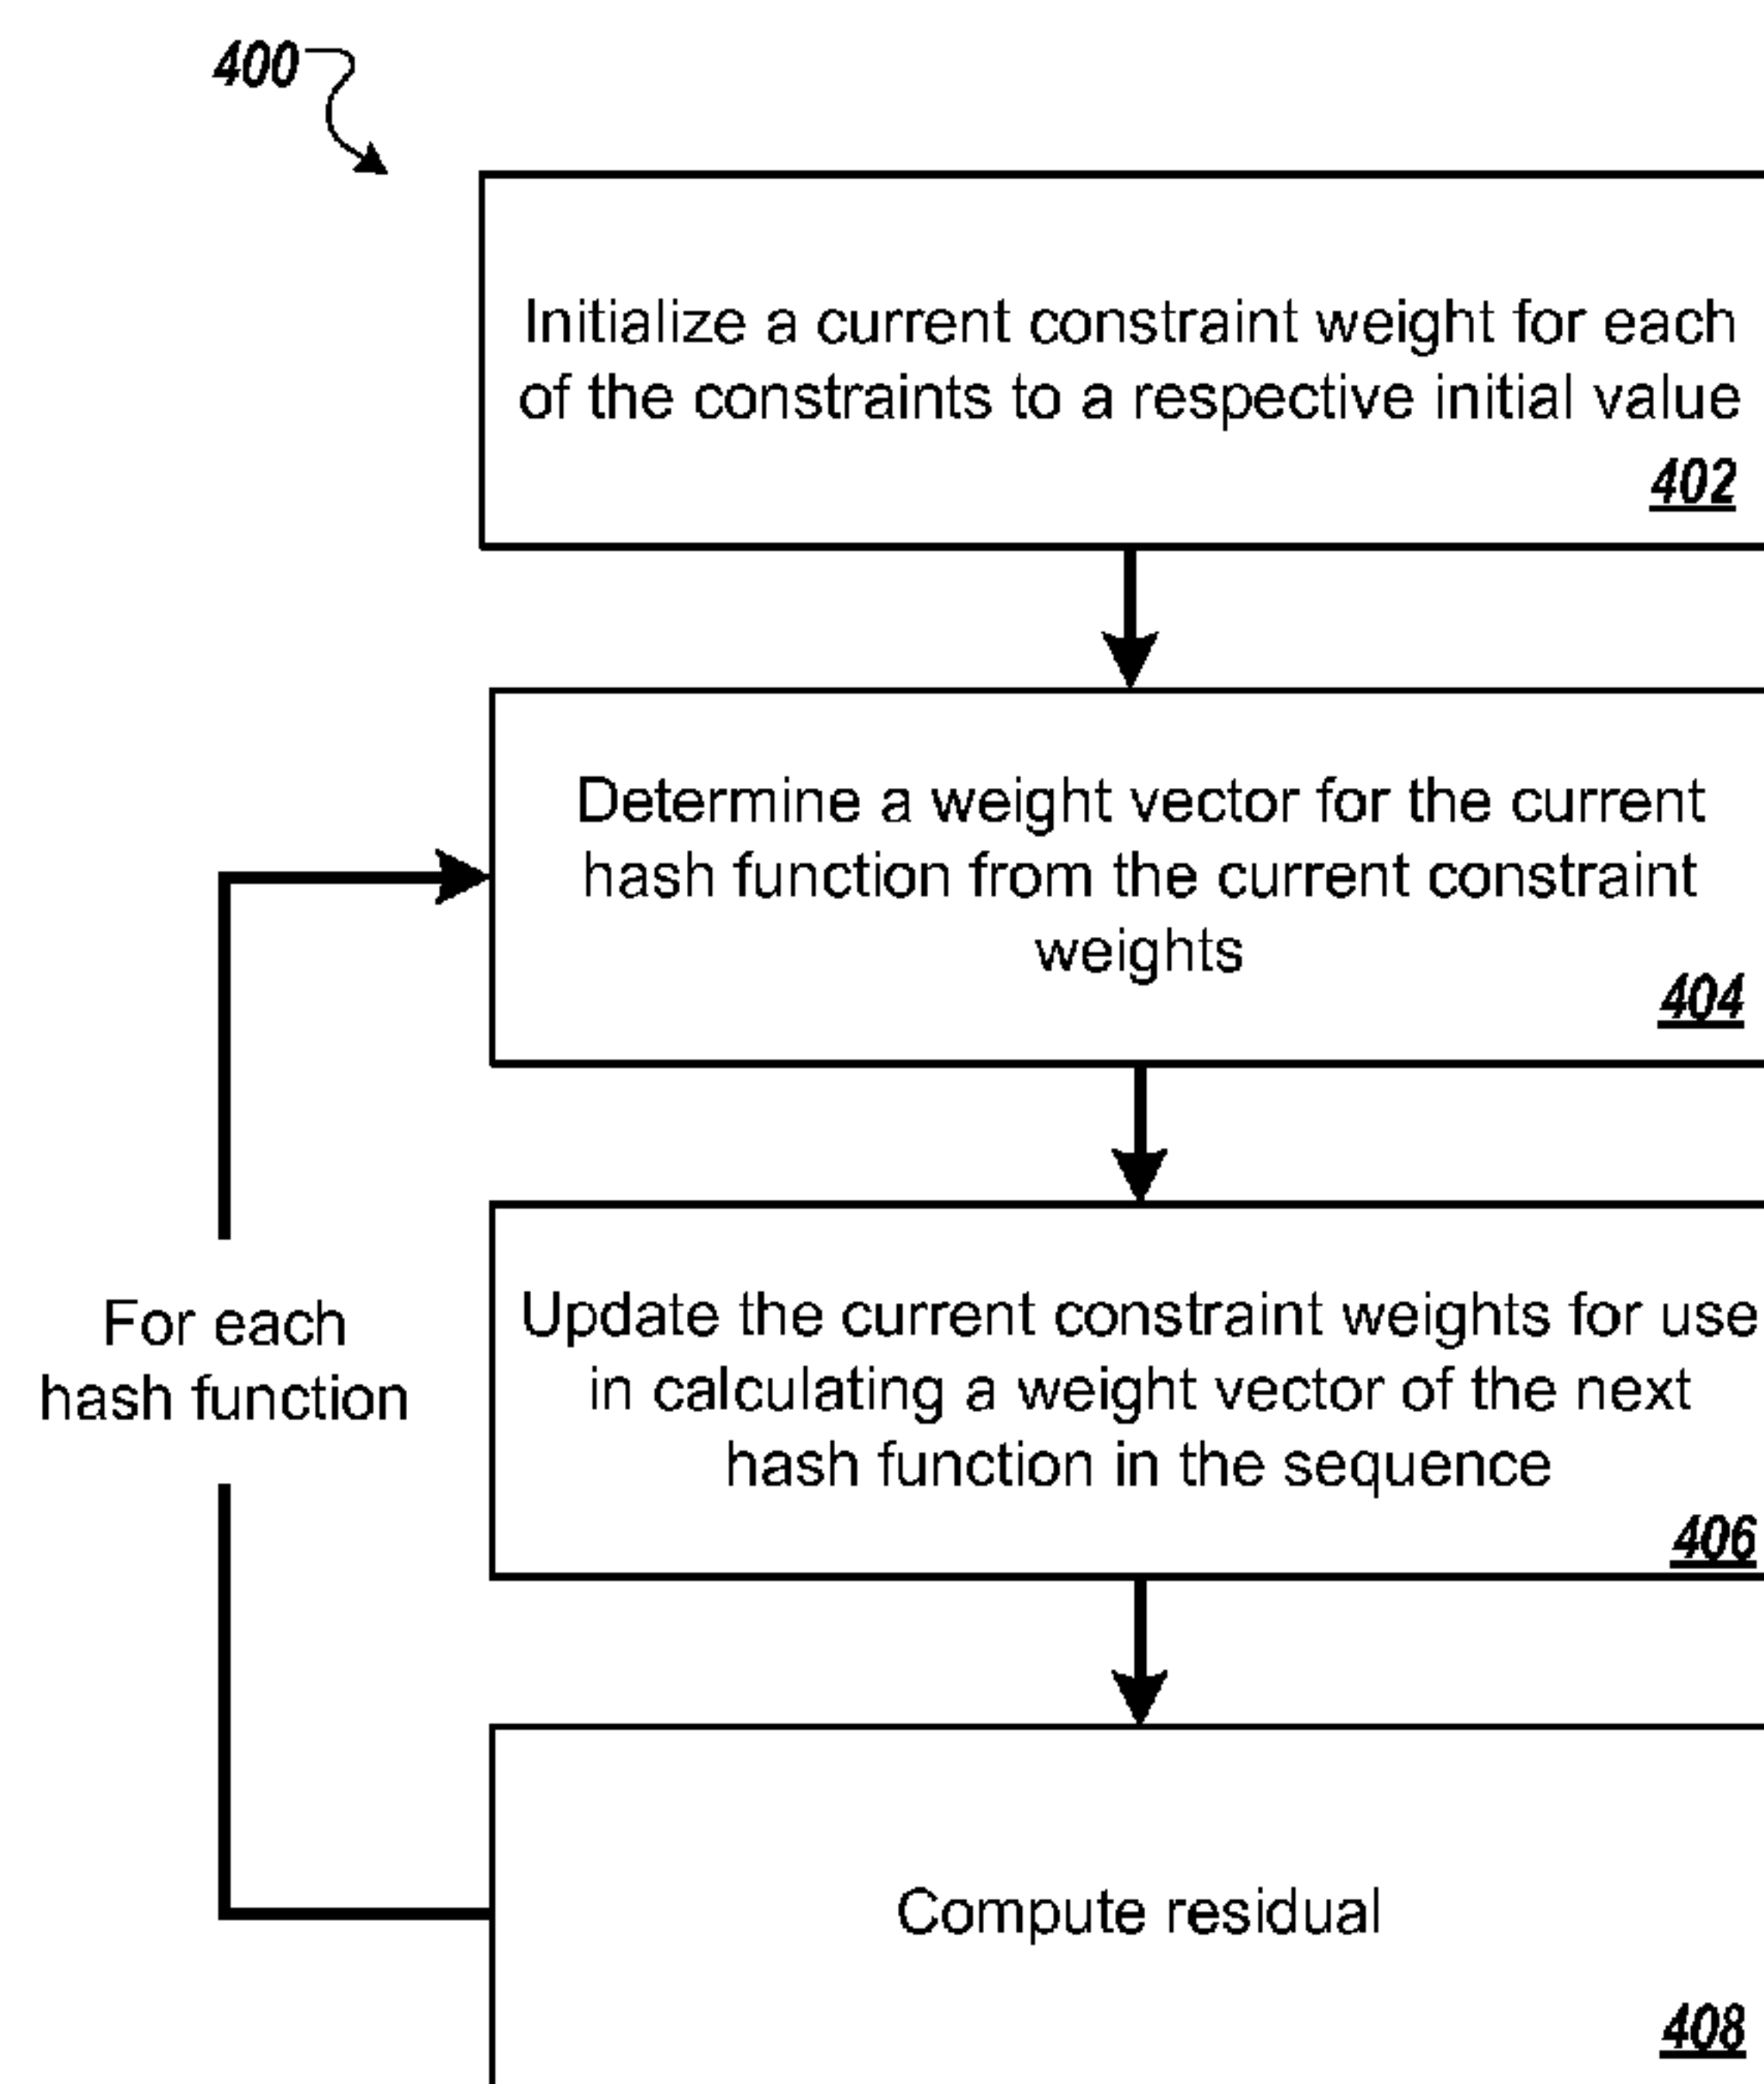 400
Initialize a current constraint weight for each
of the constraints to a respective initial value
402
Determine a weight vector for the current
hash function from the current constraint
weights
404
For each
hash function
Update the current constraint weights for use
in calculating a weight vector of the next
hash function in the sequence
406
Compute residual
408